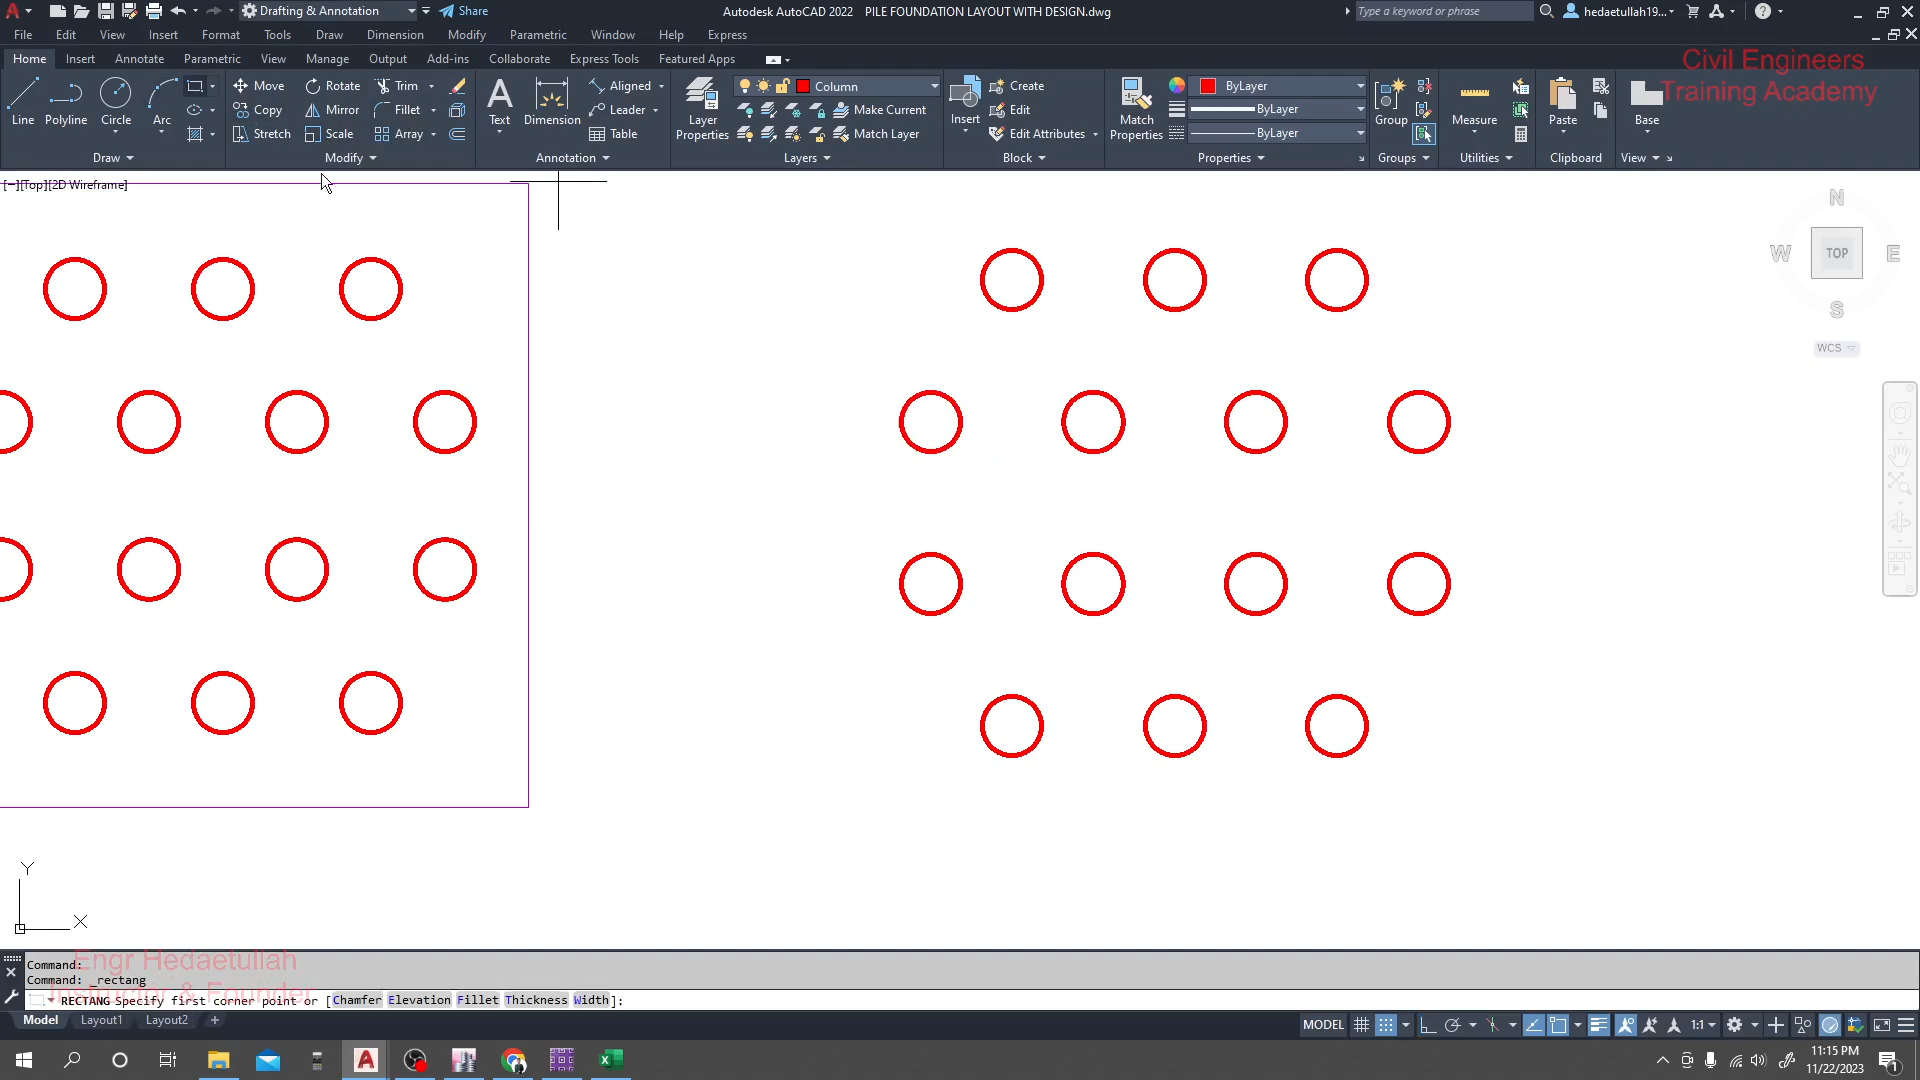 Drafting & Annotation
Share
Autodesk AutoCAD 2022 PILE FOUNDATION LAYOUT WITH DESIGN.dwg
Type a keyword or phrase
hedaetullah19...
File Edit View Insert Format Tools Draw Dimension Modify Parametric Window Help Express
Home Insert Annotate Parametric View Manage Output Add-ins Collaborate Express Tools Featured Apps
Civil Engineers
Training Academy
Line
Polyline
Circle
Arc
Draw
Move
Rotate
Trim
Copy
Mirror
Fillet
Stretch
Scale
Array
Modify
Text
Dimension
Aligned
Leader
Table
Annotation
Layer
Properties
Column
Make Current
Match Layer
Layers
Insert
Create
Edit
Edit Attributes
Block
Match
Properties
ByLayer
ByLayer
ByLayer
Properties
Group
Groups
Measure
Utilities
Paste
Clipboard
Base
View
[−][Top][2D Wireframe]
N
W
TOP
E
S
WCS
Y
X
Command:
Command: _rectang
RECTANG Specify first corner point or [Chamfer Elevation Fillet Thickness Width]:
Engr Hedaetullah
Instructor & Founder
Model Layout1 Layout2 +
MODEL
1:1
11:15 PM
11/22/2023
1